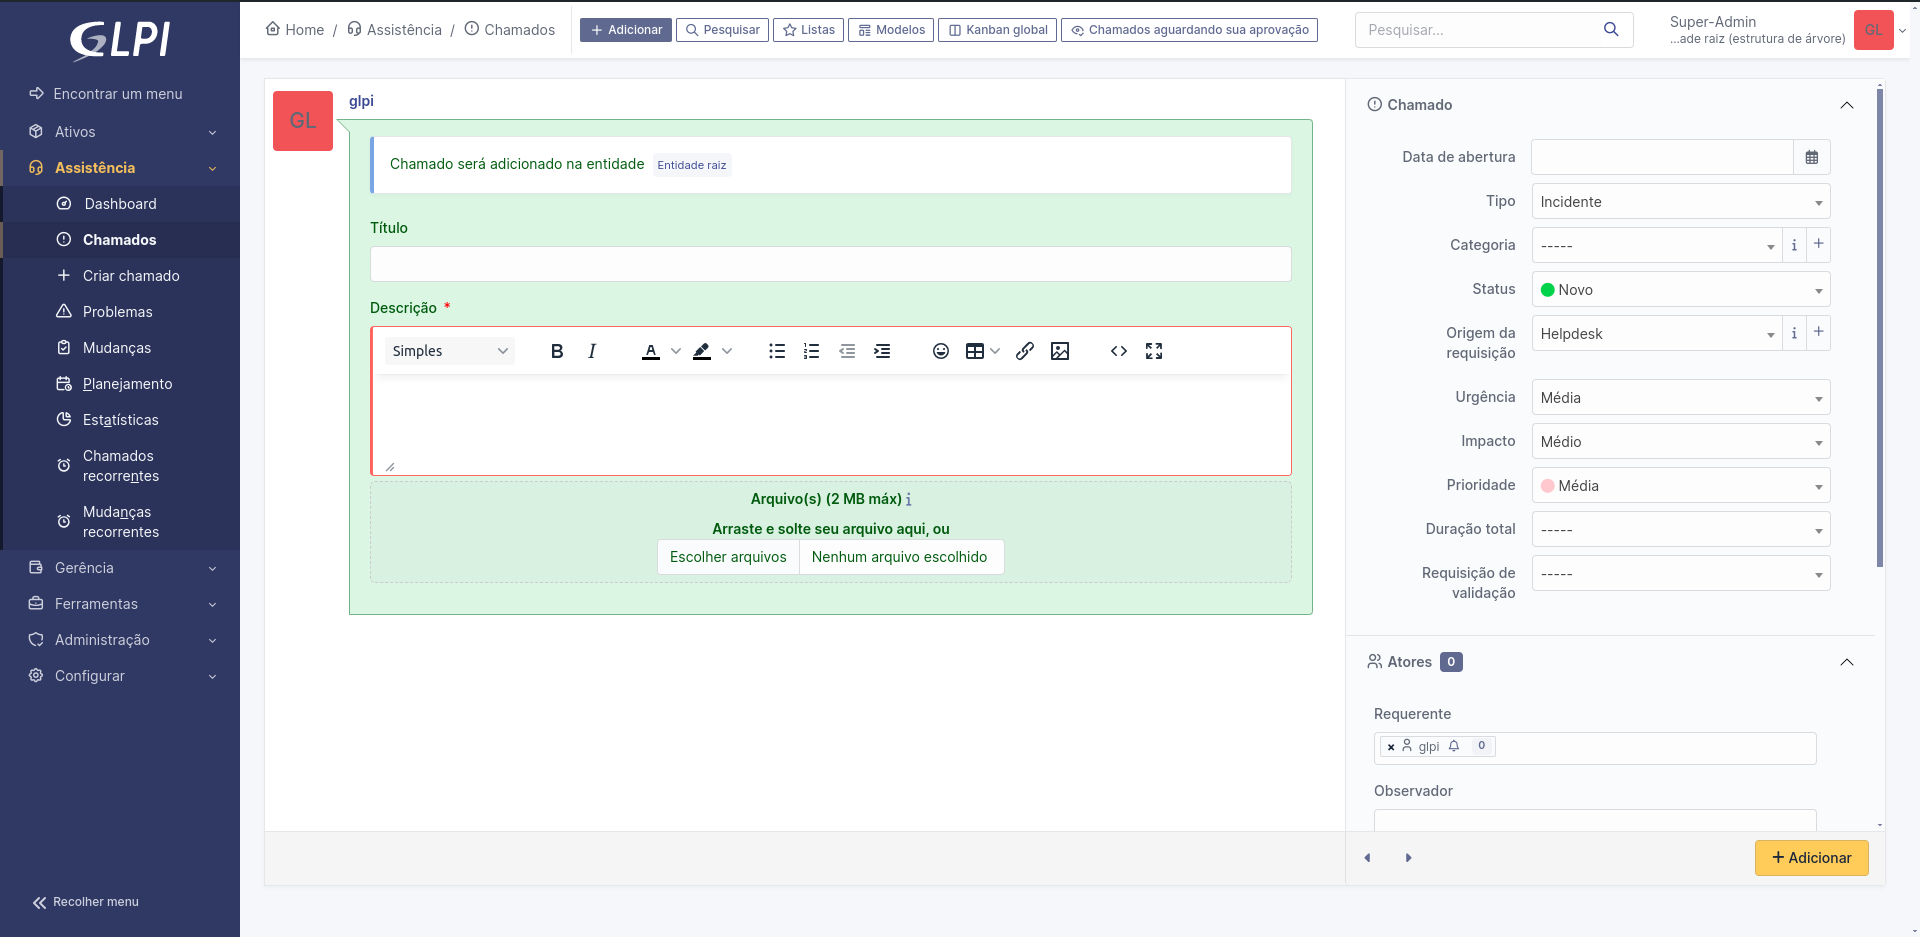 GLPI
Encontrar um menu
Ativos
Assistência
Dashboard
Chamados
Criar chamado
Problemas
Mudanças
Planejamento
Estatísticas
Chamados
recorrentes
Mudanças
recorrentes
Gerência
Ferramentas
Administração
Configurar
Recolher menu
Home / Assistência / Chamados
+ Adicionar
Pesquisar
Listas
Modelos
Kanban global
Chamados aguardando sua aprovação
Pesquisar...
Super-Admin
...ade raiz (estrutura de árvore)
GL
GL
glpi
Chamado será adicionado na entidade Entidade raiz
Título
Descrição *
Simples
B I A
Arquivo(s) (2 MB máx) i
Arraste e solte seu arquivo aqui, ou
Escolher arquivos Nenhum arquivo escolhido
Chamado
Data de abertura
Tipo Incidente
Categoria ----- i +
Status Novo
Origem da
requisição
Helpdesk i +
Urgência Média
Impacto Médio
Prioridade Média
Duração total -----
Requisição de
validação
-----
Atores 0
Requerente
× glpi 0
Observador
+ Adicionar